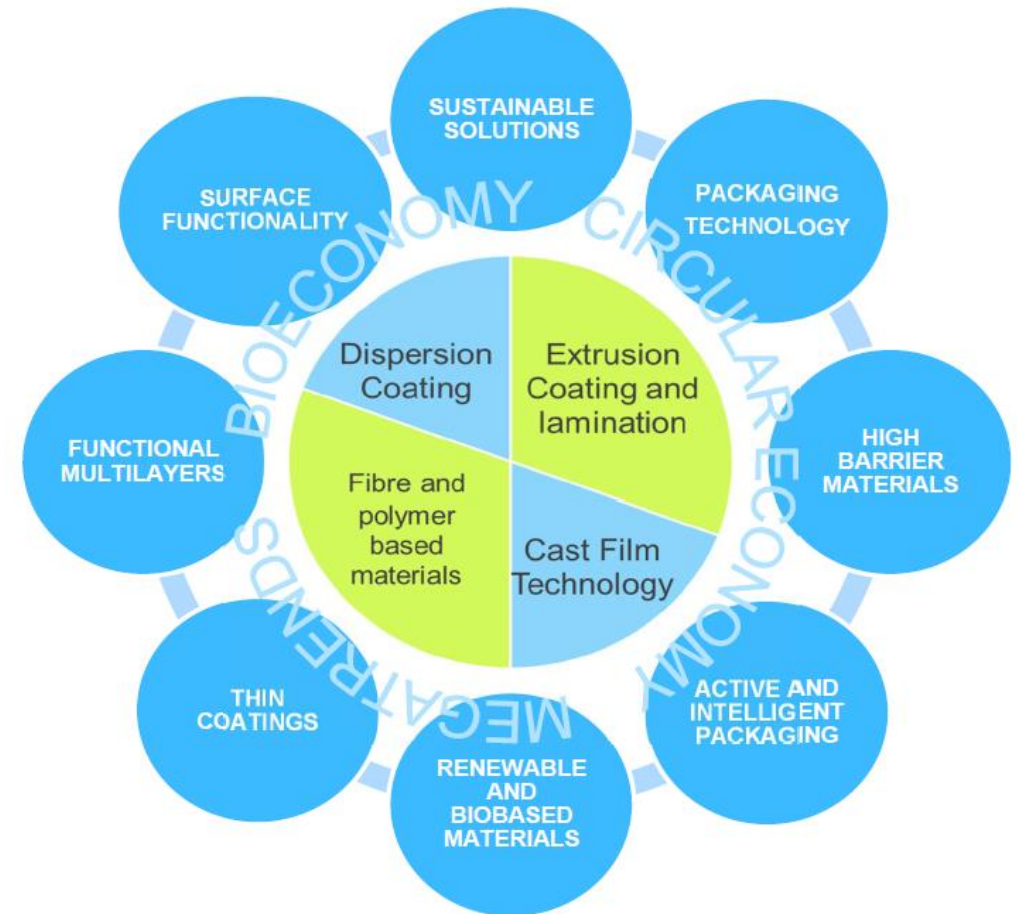 SUSTAINABLE
SOLUTIONS
PACKAGING
TECHNOLOGY
HIGH
BARRIER
MATERIALS
ACTIVE AND
INTELLIGENT
PACKAGING
RENEWABLE
AND
BIOBASED
MATERIALS
THIN
COATINGS
FUNCTIONAL
MULTILAYERS
SURFACE
FUNCTIONALITY
BIOECONOMY
CIRCULAR ECONOMY
MEGATRENDS
Dispersion
Coating
Extrusion
Coating and
lamination
Fibre and
polymer
based
materials
Cast Film
Technology